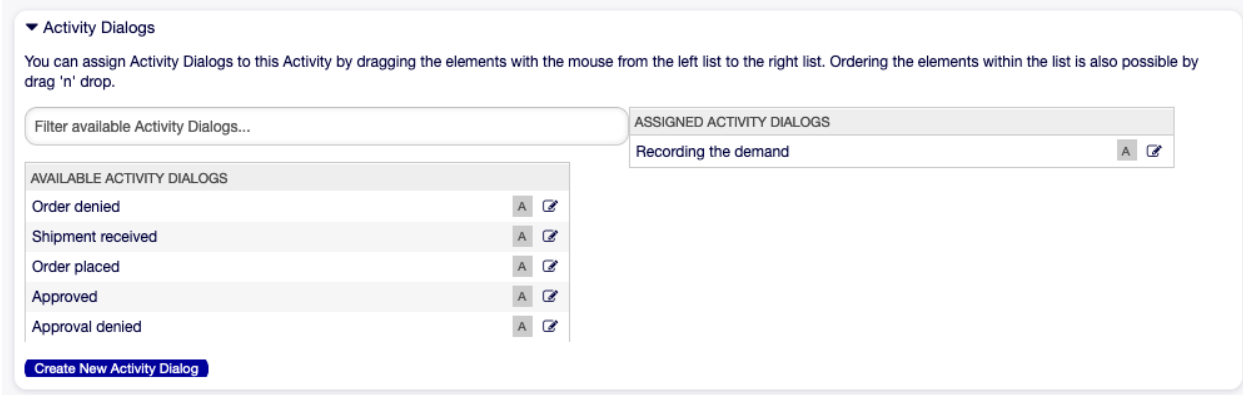 Activity Dialogs
You can assign Activity Dialogs to this Activity by dragging the elements with the mouse from the left list to the right list. Ordering the elements within the list is also possible by
drag 'n' drop.
Filter available Activity Dialogs...
AVAILABLE ACTIVITY DIALOGS
Order denied A
Shipment received A
Order placed A
Approved A
Approval denied A
ASSIGNED ACTIVITY DIALOGS
Recording the demand A
Create New Activity Dialog